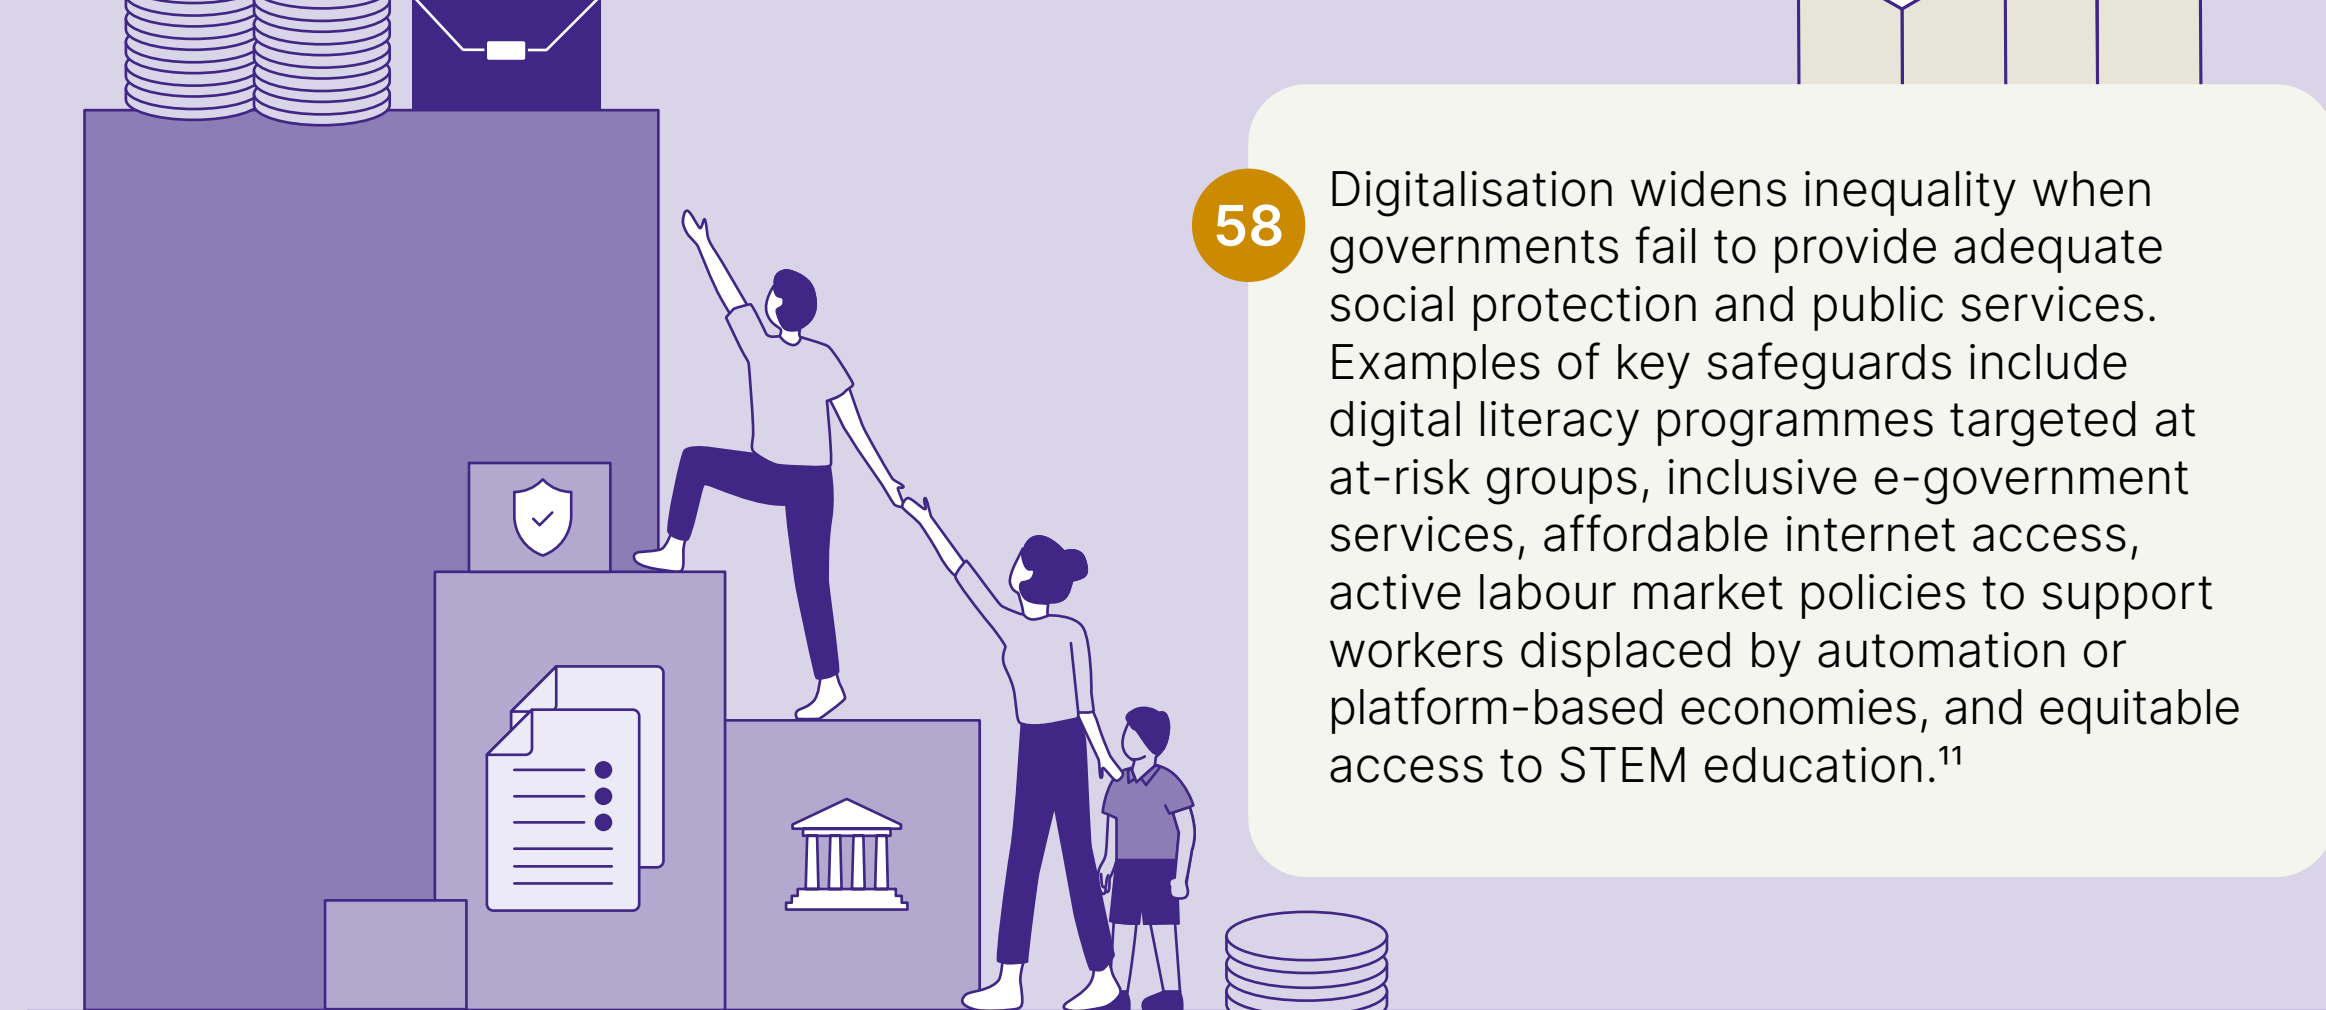 58
Digitalisation widens inequality when
governments fail to provide adequate
social protection and public services.
Examples of key safeguards include
digital literacy programmes targeted at
at-risk groups, inclusive e-government
services, affordable internet access,
active labour market policies to support
workers displaced by automation or
platform-based economies, and equitable
access to STEM education.¹¹